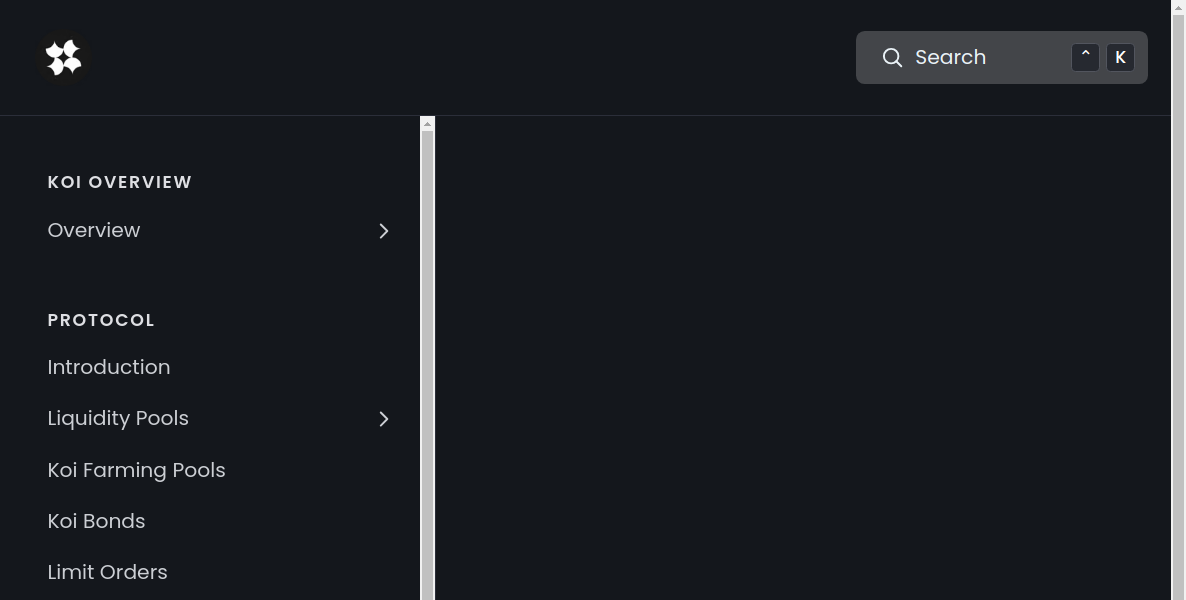 Search ^ K
KOI OVERVIEW
Overview
PROTOCOL
Introduction
Liquidity Pools
Koi Farming Pools
Koi Bonds
Limit Orders